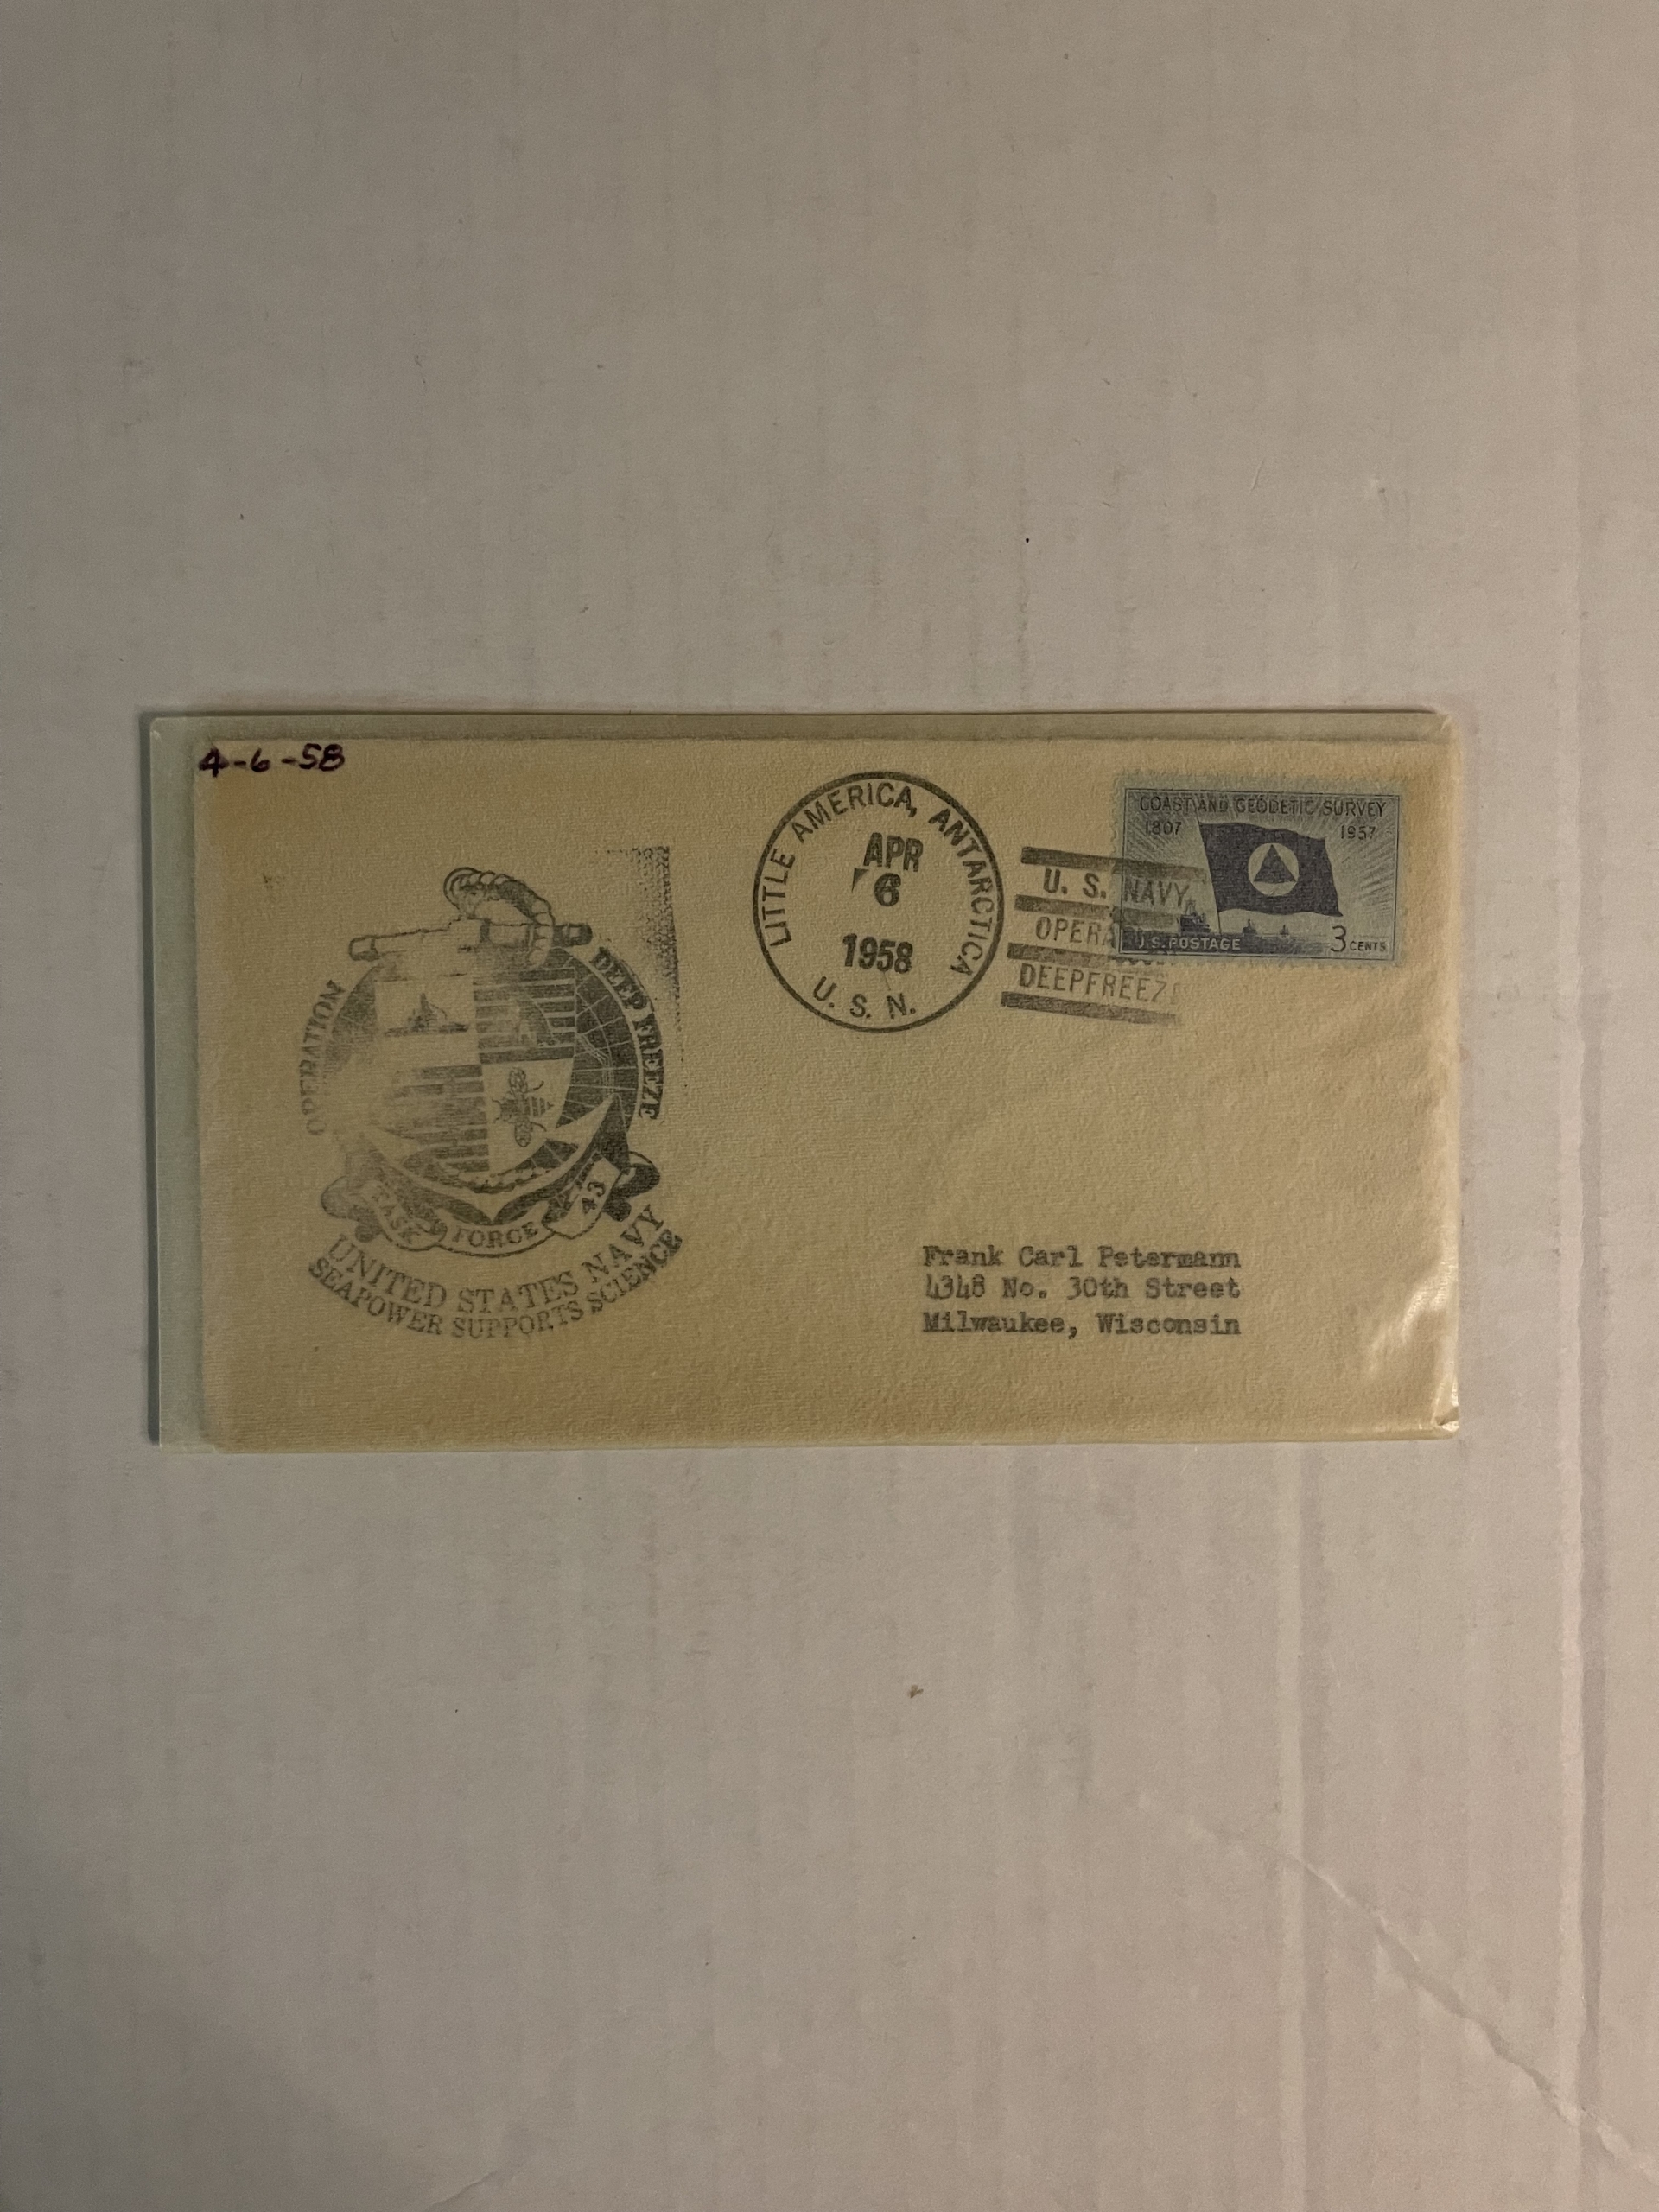 4-6-58
OPERATION
DEEP FREEZE
TASK FORCE 43
UNITED STATES NAVY
SEAPOWER SUPPORTS SCIENCE
LITTLE AMERICA, ANTARCTICA
APR
6
1958
U. S. N.
U. S. NAVY
OPERA
DEEPFREEZE
COAST AND GEODETIC SURVEY
1807 1957
U.S. POSTAGE 3 CENTS
Frank Carl Petermann
4348 No. 30th Street
Milwaukee, Wisconsin